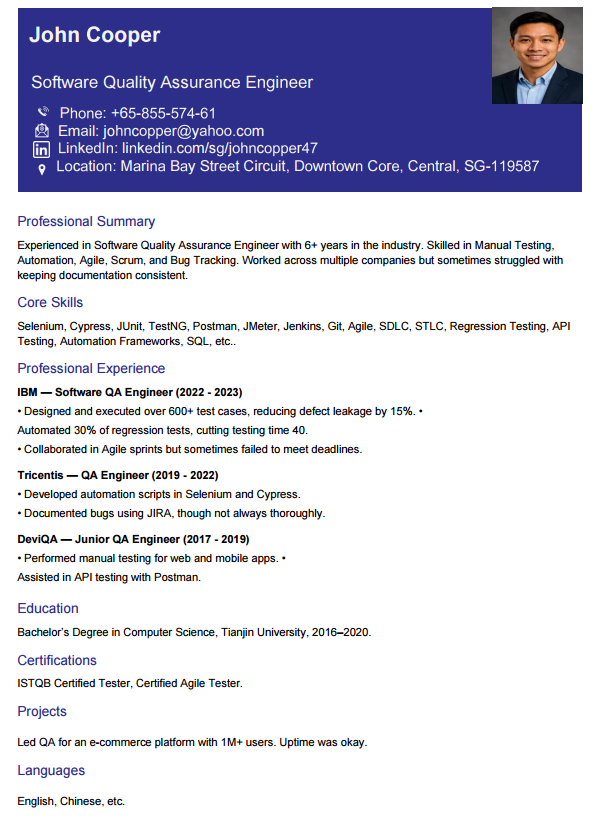 John Cooper
Software Quality Assurance Engineer
Phone: +65-855-574-61
Email: johncopper@yahoo.com
LinkedIn: linkedin.com/sg/johncopper47
Location: Marina Bay Street Circuit, Downtown Core, Central, SG-119587
Professional Summary
Experienced in Software Quality Assurance Engineer with 6+ years in the industry. Skilled in Manual Testing,
Automation, Agile, Scrum, and Bug Tracking. Worked across multiple companies but sometimes struggled with
keeping documentation consistent.
Core Skills
Selenium, Cypress, JUnit, TestNG, Postman, JMeter, Jenkins, Git, Agile, SDLC, STLC, Regression Testing, API
Testing, Automation Frameworks, SQL, etc..
Professional Experience
IBM — Software QA Engineer (2022 - 2023)
• Designed and executed over 600+ test cases, reducing defect leakage by 15%. •
Automated 30% of regression tests, cutting testing time 40.
• Collaborated in Agile sprints but sometimes failed to meet deadlines.
Tricentis — QA Engineer (2019 - 2022)
• Developed automation scripts in Selenium and Cypress.
• Documented bugs using JIRA, though not always thoroughly.
DeviQA — Junior QA Engineer (2017 - 2019)
• Performed manual testing for web and mobile apps. •
Assisted in API testing with Postman.
Education
Bachelor’s Degree in Computer Science, Tianjin University, 2016–2020.
Certifications
ISTQB Certified Tester, Certified Agile Tester.
Projects
Led QA for an e-commerce platform with 1M+ users. Uptime was okay.
Languages
English, Chinese, etc.